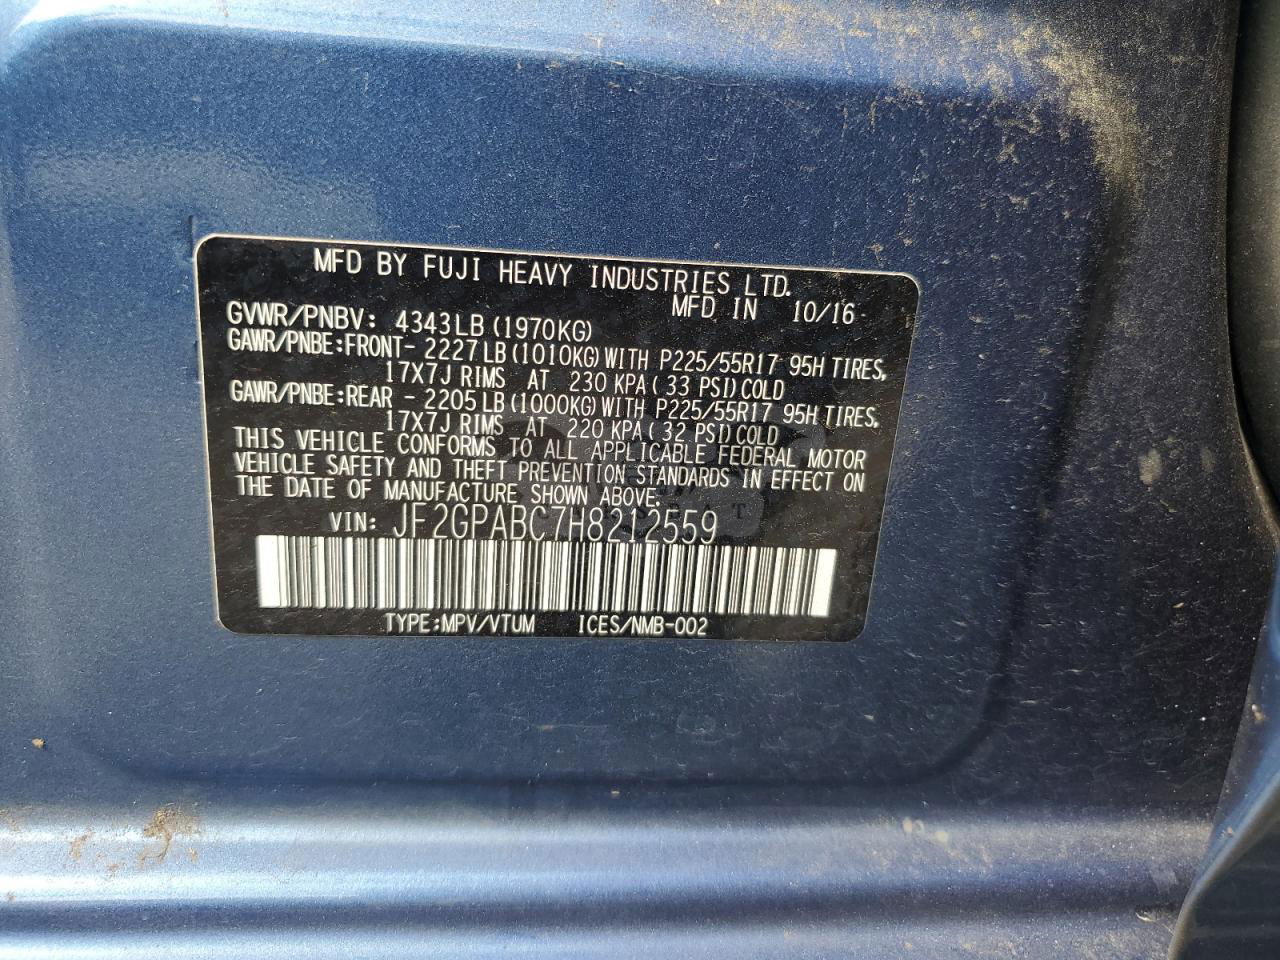 MFD BY FUJI HEAVY INDUSTRIES LTD.
MFD IN 10/16
GVWR/PNBV: 4343LB(1970KG)
GAWR/PNBE:FRONT- 2227LB(1010KG)WITH P225/55R17 95H TIRES,
17X7J RIMS AT 230 KPA( 33 PSI)COLD
GAWR/PNBE:REAR - 2205LB(1000KG)WITH P225/55R17 95H TIRES,
17X7J RIMS AT 220 KPA( 32 PSI)COLD
THIS VEHICLE CONFORMS TO ALL APPLICABLE FEDERAL MOTOR
VEHICLE SAFETY AND THEFT PREVENTION STANDARDS IN EFFECT ON
THE DATE OF MANUFACTURE SHOWN ABOVE.
VIN: JF2GPABC7H8212559
TYPE:MPV/VTUM ICES/NMB-002